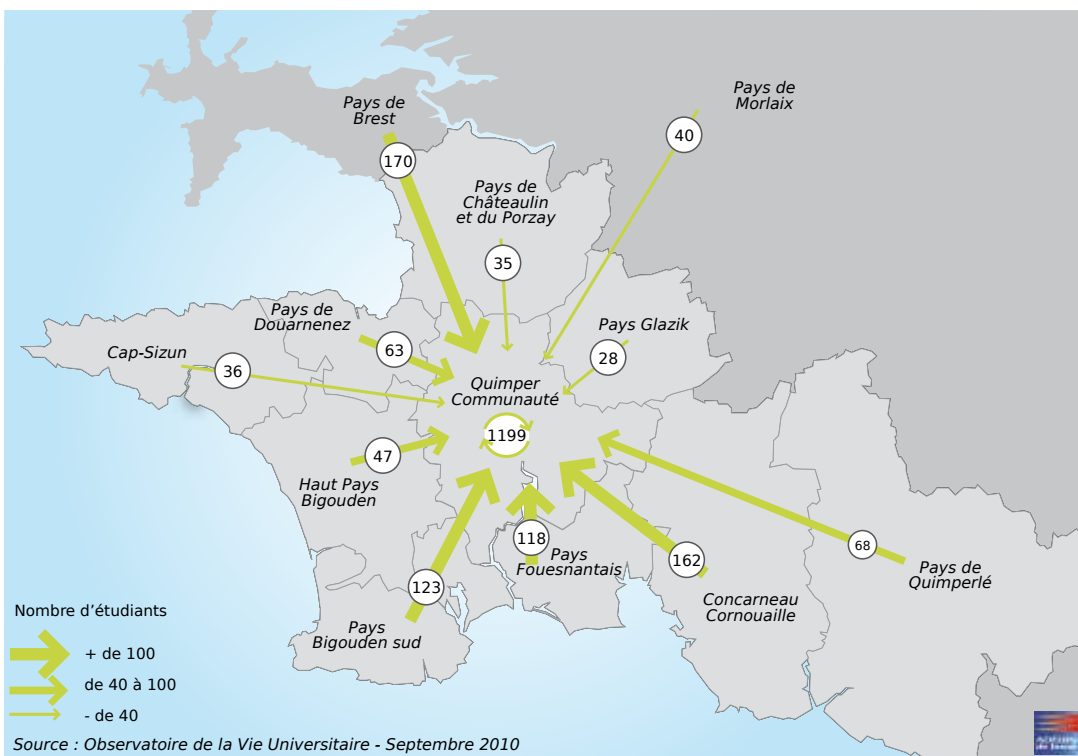 Pays de
Brest
170
Pays de
Morlaix
40
Pays de
Châteaulin
et du Porzay
35
Pays de
Douarnenez
63
Pays Glazik
28
Cap-Sizun
36
Quimper
Communauté
1199
47
Haut Pays
Bigouden
118
Pays
Fouesnantais
162
Concarneau
Cornouaille
68
Pays de
Quimperlé
123
Pays
Bigouden sud
Nombre d'étudiants
+ de 100
de 40 à 100
- de 40
Source : Observatoire de la Vie Universitaire - Septembre 2010